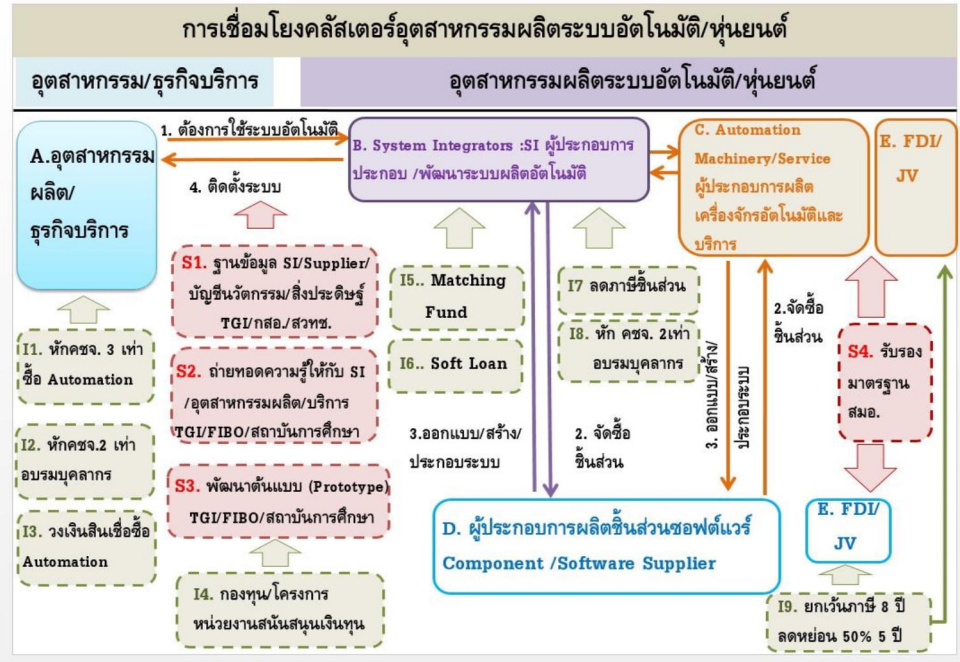 การเชื่อมโยงคลัสเตอร์อุตสาหกรรมผลิตระบบอัตโนมัติ/หุ่นยนต์
อุตสาหกรรม/ธุรกิจบริการ
อุตสาหกรรมผลิตระบบอัตโนมัติ/หุ่นยนต์
A.อุตสาหกรรม
ผลิต/
ธุรกิจบริการ
1. ต้องการใช้ระบบอัตโนมัติ
4. ติดตั้งระบบ
B. System Integrators :SI ผู้ประกอบการ
ประกอบ /พัฒนาระบบผลิตอัตโนมัติ
C. Automation
Machinery/Service
ผู้ประกอบการผลิต
เครื่องจักรอัตโนมัติและ
บริการ
E. FDI/
JV
S1. ฐานข้อมูล SI/Supplier/
บัญชีนวัตกรรม/สิ่งประดิษฐ์
TGI/กสอ./สวทช.
I5.. Matching
Fund
I7 ลดภาษีชิ้นส่วน
I8. หัก คชจ. 2เท่า
อบรมบุคลากร
2.จัดซื้อ
ชิ้นส่วน
I1. หักคชจ. 3 เท่า
ซื้อ Automation
S2. ถ่ายทอดความรู้ให้กับ SI
/อุตสาหกรรมผลิต/บริการ
TGI/FIBO/สถาบันการศึกษา
I6.. Soft Loan
S4. รับรอง
มาตรฐาน
สมอ.
3. ออกแบบ/สร้าง/
ประกอบระบบ
I2. หักคชจ.2 เท่า
อบรมบุคลากร
3.ออกแบบ/สร้าง/
ประกอบระบบ
2. จัดซื้อ
ชิ้นส่วน
S3. พัฒนาต้นแบบ (Prototype)
TGI/FIBO/สถาบันการศึกษา
I3. วงเงินสินเชื่อซื้อ
Automation
D. ผู้ประกอบการผลิตชิ้นส่วนซอฟต์แวร์
Component /Software Supplier
E. FDI/
JV
I4. กองทุน/โครงการ
หน่วยงานสนันสนุนเงินทุน
I9. ยกเว้นภาษี 8 ปี
ลดหย่อน 50% 5 ปี